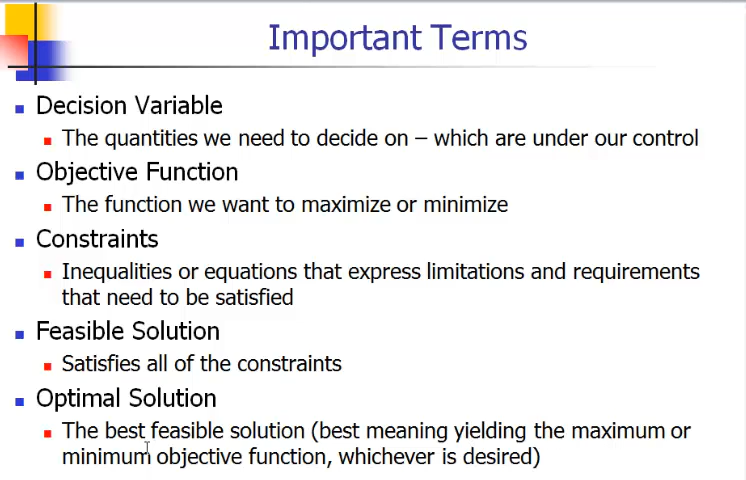 Important Terms
Decision Variable
The quantities we need to decide on – which are under our control
Objective Function
The function we want to maximize or minimize
Constraints
Inequalities or equations that express limitations and requirements
that need to be satisfied
Feasible Solution
Satisfies all of the constraints
Optimal Solution
The best feasible solution (best meaning yielding the maximum or
minimum objective function, whichever is desired)